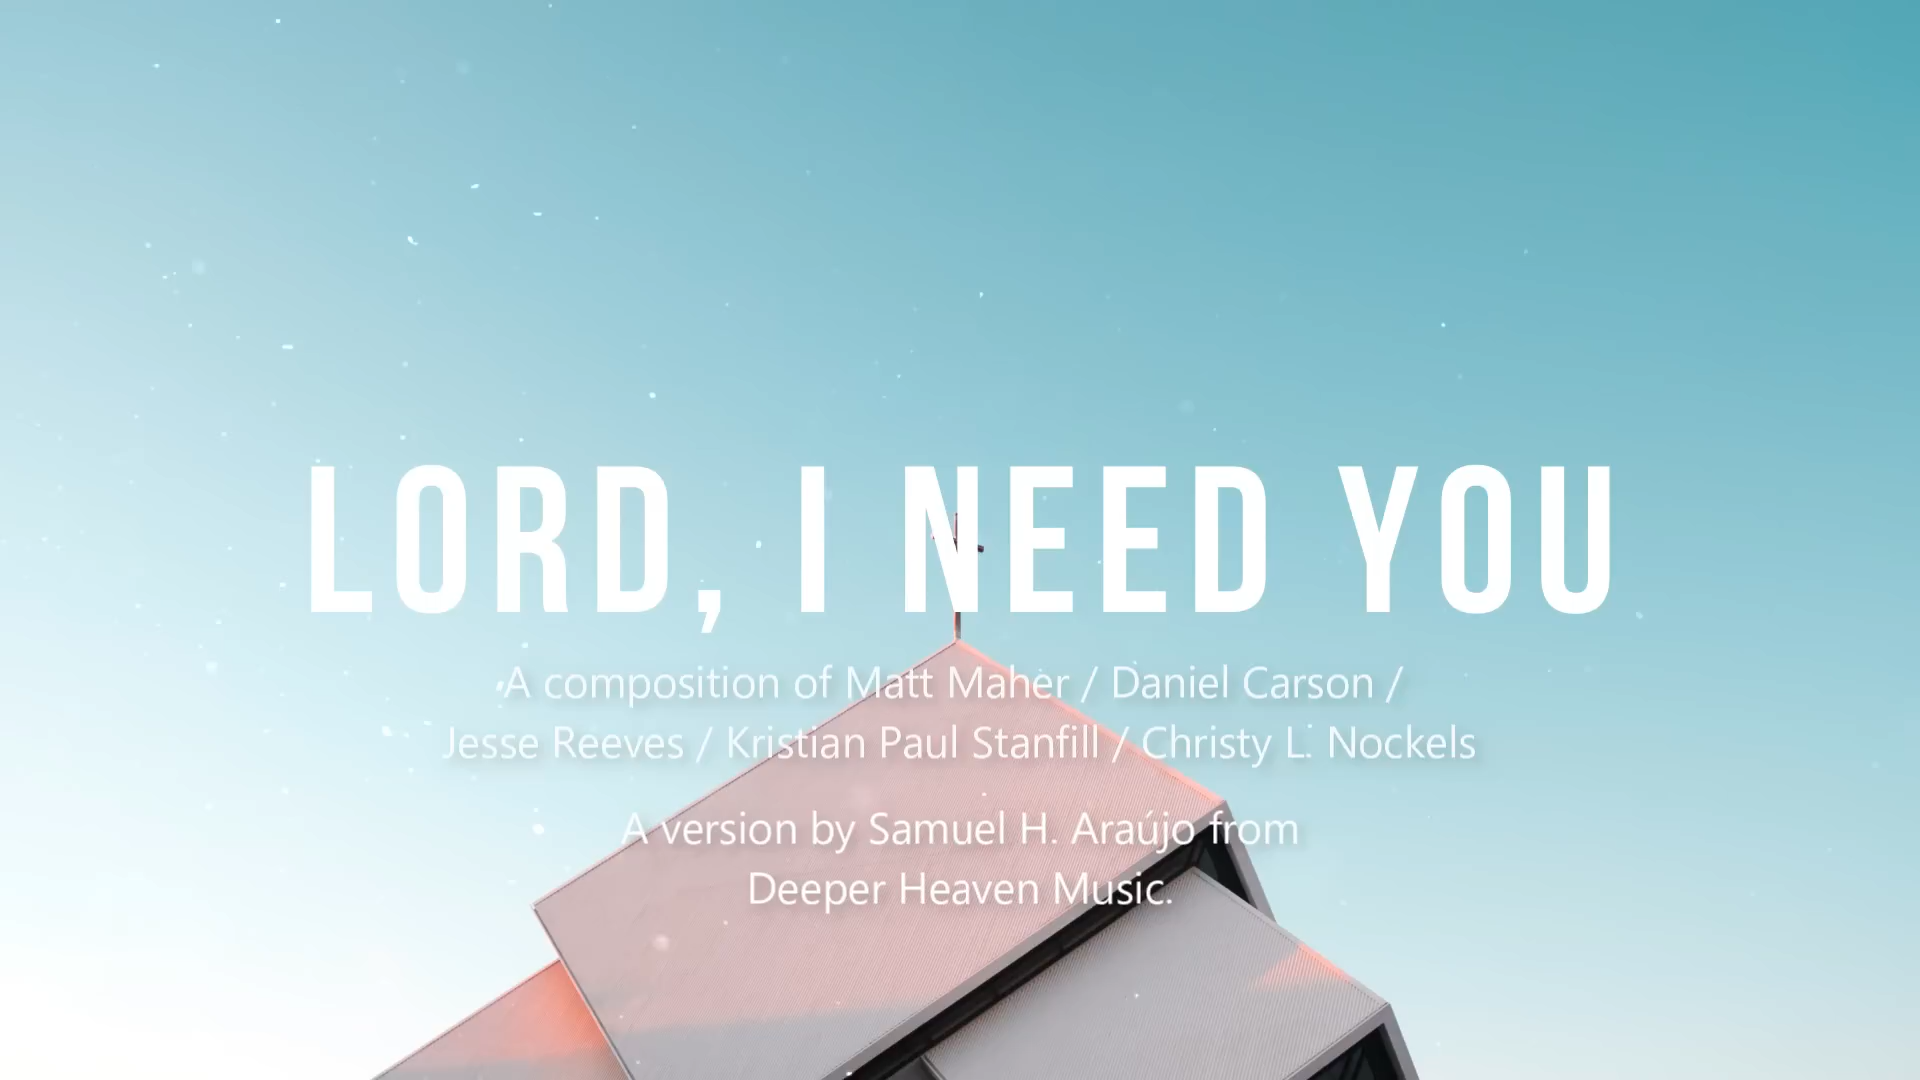 LORD, I NEED YOU
A composition of Matt Maher / Daniel Carson /
Jesse Reeves / Kristian Paul Stanfill / Christy L. Nockels
A version by Samuel H. Araújo from
Deeper Heaven Music.